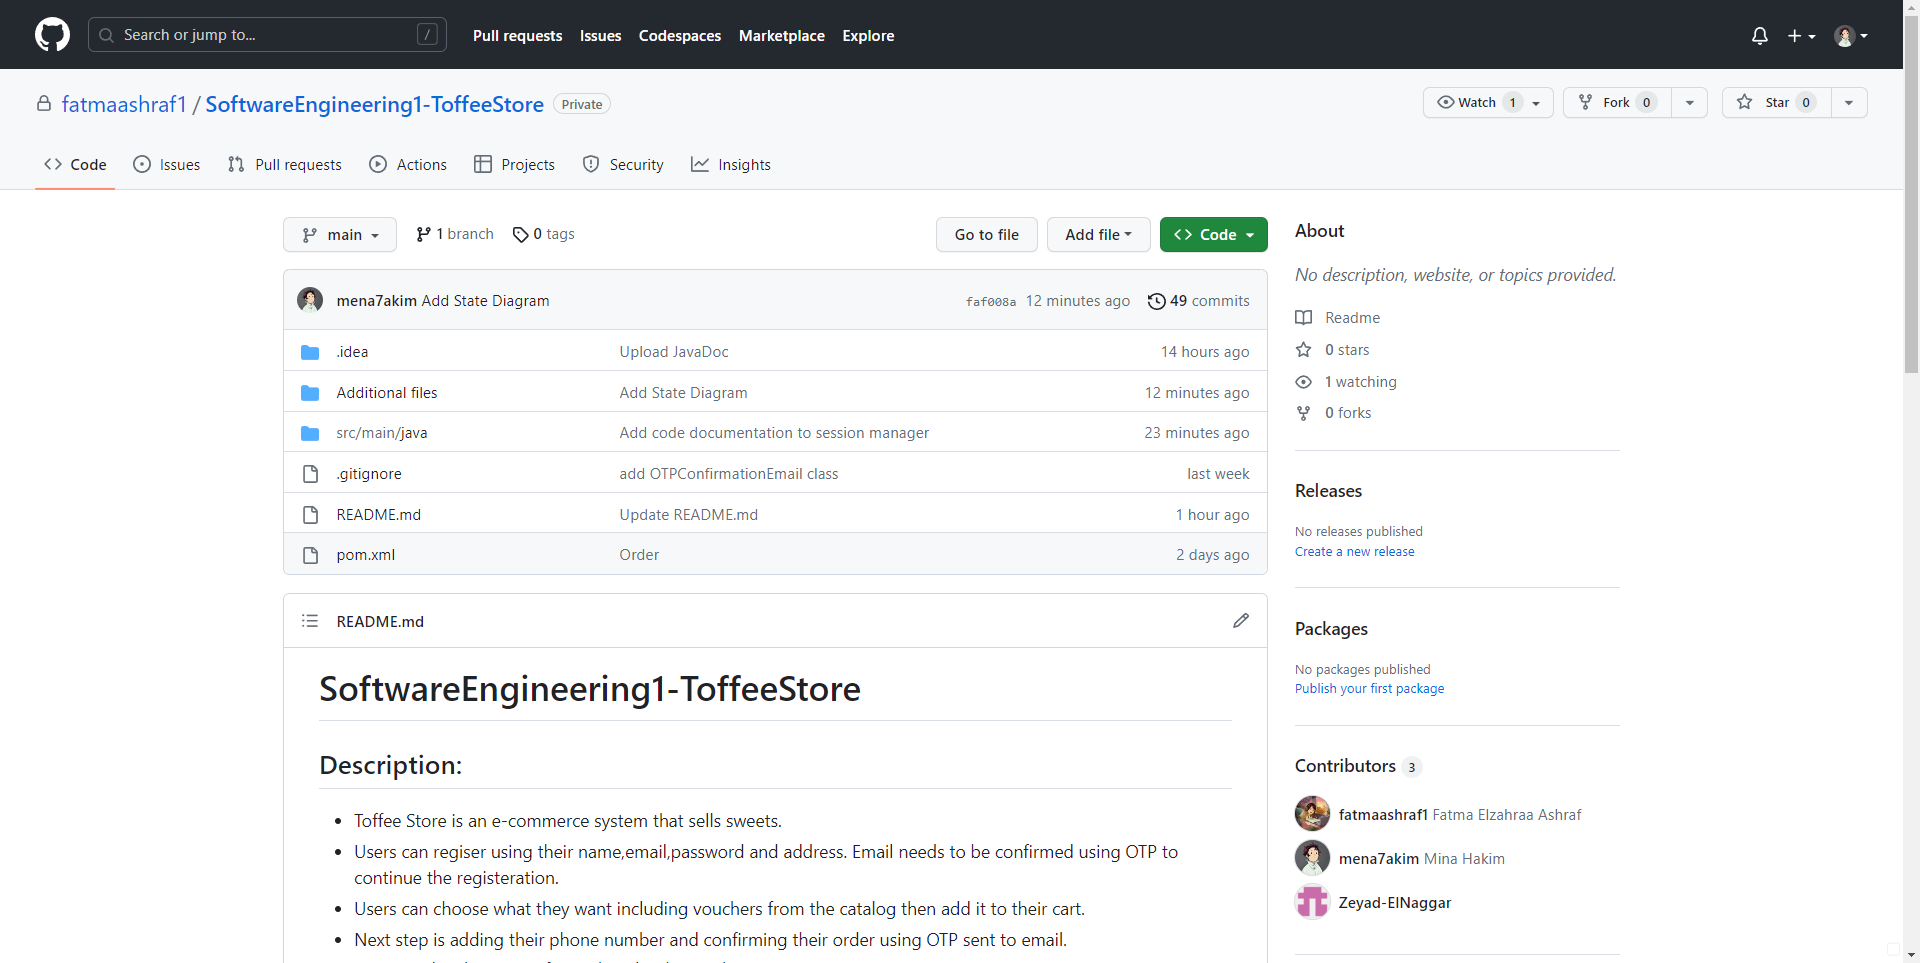 Search or jump to... /
Pull requests Issues Codespaces Marketplace Explore
fatmaashraf1 / SoftwareEngineering1-ToffeeStore Private
Watch 1 Fork 0 Star 0
Code Issues Pull requests Actions Projects Security Insights
main 1 branch 0 tags Go to file Add file Code
mena7akim Add State Diagram faf008a 12 minutes ago 49 commits
.idea Upload JavaDoc 14 hours ago
Additional files Add State Diagram 12 minutes ago
src/main/java Add code documentation to session manager 23 minutes ago
.gitignore add OTPConfirmationEmail class last week
README.md Update README.md 1 hour ago
pom.xml Order 2 days ago
README.md
SoftwareEngineering1-ToffeeStore
Description:
• Toffee Store is an e-commerce system that sells sweets.
• Users can regiser using their name,email,password and address. Email needs to be confirmed using OTP to
continue the registeration.
• Users can choose what they want including vouchers from the catalog then add it to their cart.
• Next step is adding their phone number and confirming their order using OTP sent to email.
About
No description, website, or topics provided.
Readme
0 stars
1 watching
0 forks
Releases
No releases published
Create a new release
Packages
No packages published
Publish your first package
Contributors 3
fatmaashraf1 Fatma Elzahraa Ashraf
mena7akim Mina Hakim
Zeyad-ElNaggar